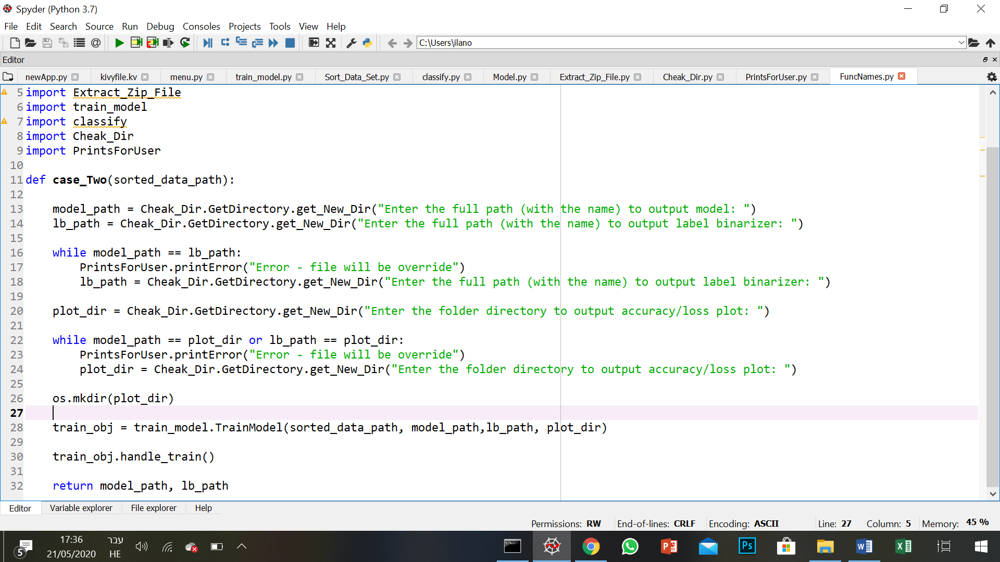 Spyder (Python 3.7)
File Edit Search Source Run Debug Consoles Projects Tools View Help
C:\Users\ilano
Editor
newApp.py kivyfile.kv menu.py train_model.py Sort_Data_Set.py classify.py Model.py Extract_Zip_File.py Cheak_Dir.py PrintsForUser.py FuncNames.py
5 import Extract_Zip_File
6 import train_model
7 import classify
8 import Cheak_Dir
9 import PrintsForUser
10
11 def case_Two(sorted_data_path):
12
13 model_path = Cheak_Dir.GetDirectory.get_New_Dir("Enter the full path (with the name) to output model: ")
14 lb_path = Cheak_Dir.GetDirectory.get_New_Dir("Enter the full path (with the name) to output label binarizer: ")
15
16 while model_path == lb_path:
17 PrintsForUser.printError("Error - file will be override")
18 lb_path = Cheak_Dir.GetDirectory.get_New_Dir("Enter the full path (with the name) to output label binarizer: ")
19
20 plot_dir = Cheak_Dir.GetDirectory.get_New_Dir("Enter the folder directory to output accuracy/loss plot: ")
21
22 while model_path == plot_dir or lb_path == plot_dir:
23 PrintsForUser.printError("Error - file will be override")
24 plot_dir = Cheak_Dir.GetDirectory.get_New_Dir("Enter the folder directory to output accuracy/loss plot: ")
25
26 os.mkdir(plot_dir)
27
28 train_obj = train_model.TrainModel(sorted_data_path, model_path,lb_path, plot_dir)
29
30 train_obj.handle_train()
31
32 return model_path, lb_path
Editor Variable explorer File explorer Help
Permissions: RW End-of-lines: CRLF Encoding: ASCII Line: 27 Column: 5 Memory: 45 %
5
17:36
21/05/2020
עבר
HE
Ps